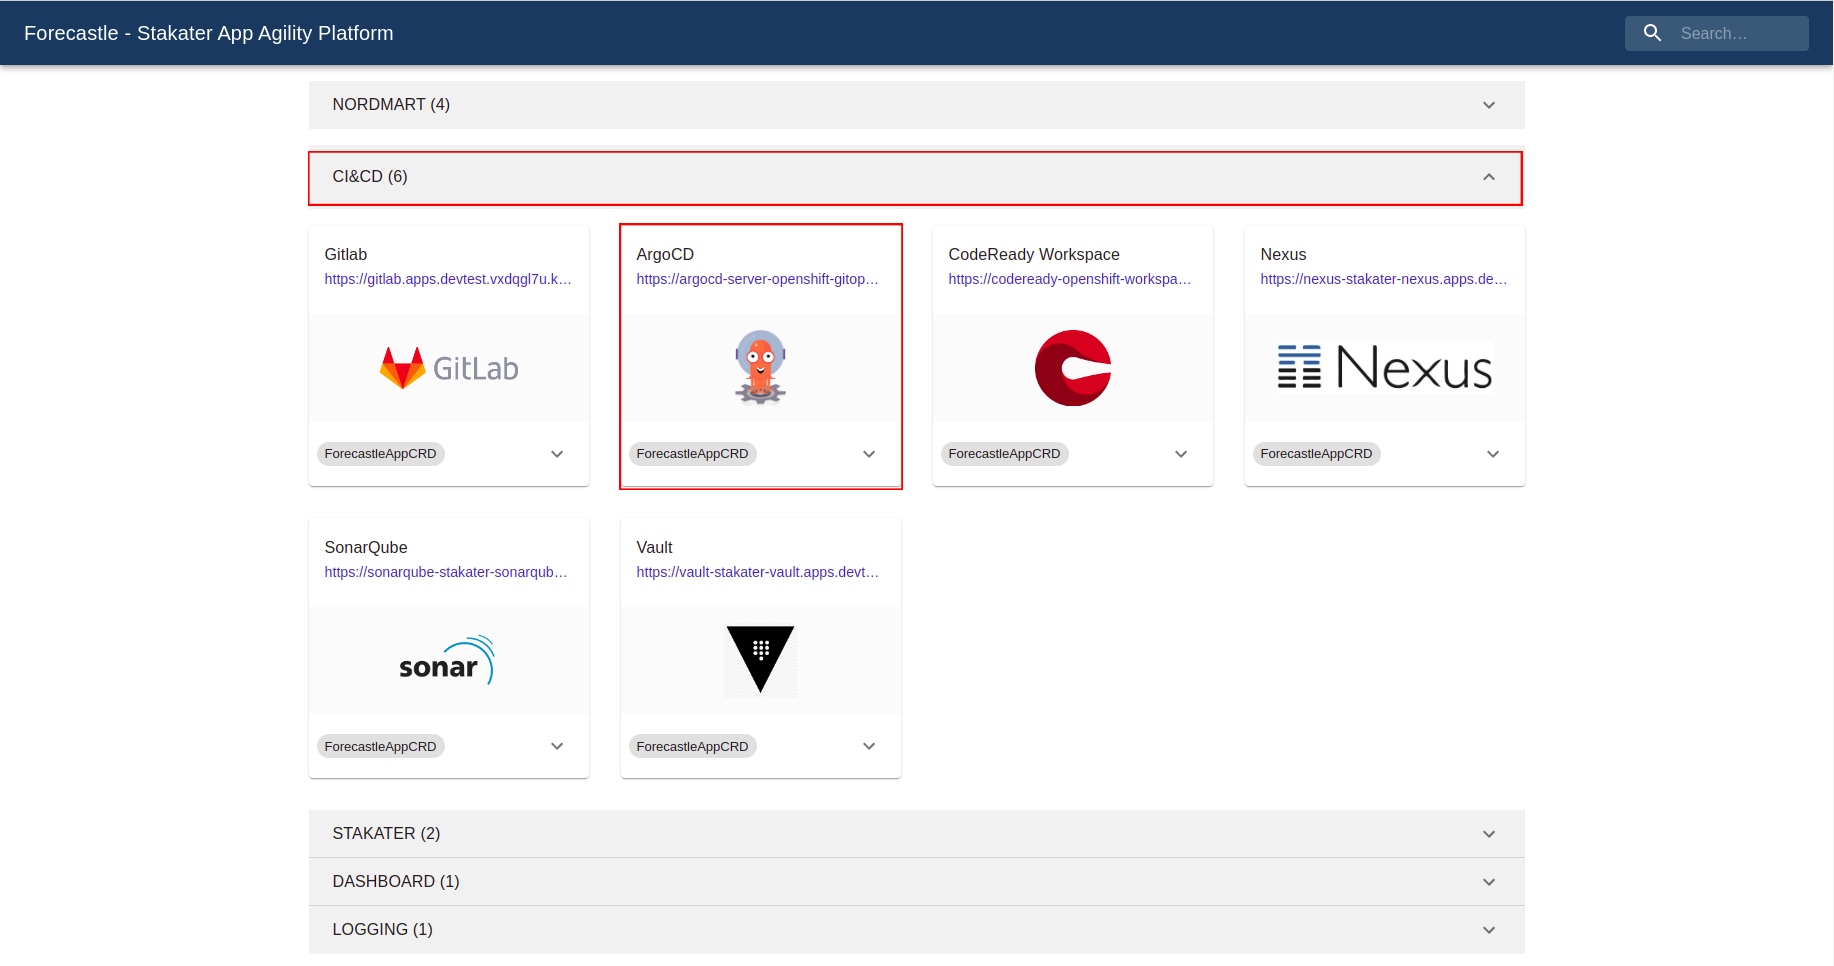 Forecastle - Stakater App Agility Platform
Search…
NORDMART (4)
CI&CD (6)
Gitlab
https://gitlab.apps.devtest.vxdqgl7u.k…
GitLab
ForecastleAppCRD
ArgoCD
https://argocd-server-openshift-gitop…
ForecastleAppCRD
CodeReady Workspace
https://codeready-openshift-workspa…
ForecastleAppCRD
Nexus
https://nexus-stakater-nexus.apps.de…
Nexus
ForecastleAppCRD
SonarQube
https://sonarqube-stakater-sonarqub…
sonar
ForecastleAppCRD
Vault
https://vault-stakater-vault.apps.devt…
ForecastleAppCRD
STAKATER (2)
DASHBOARD (1)
LOGGING (1)